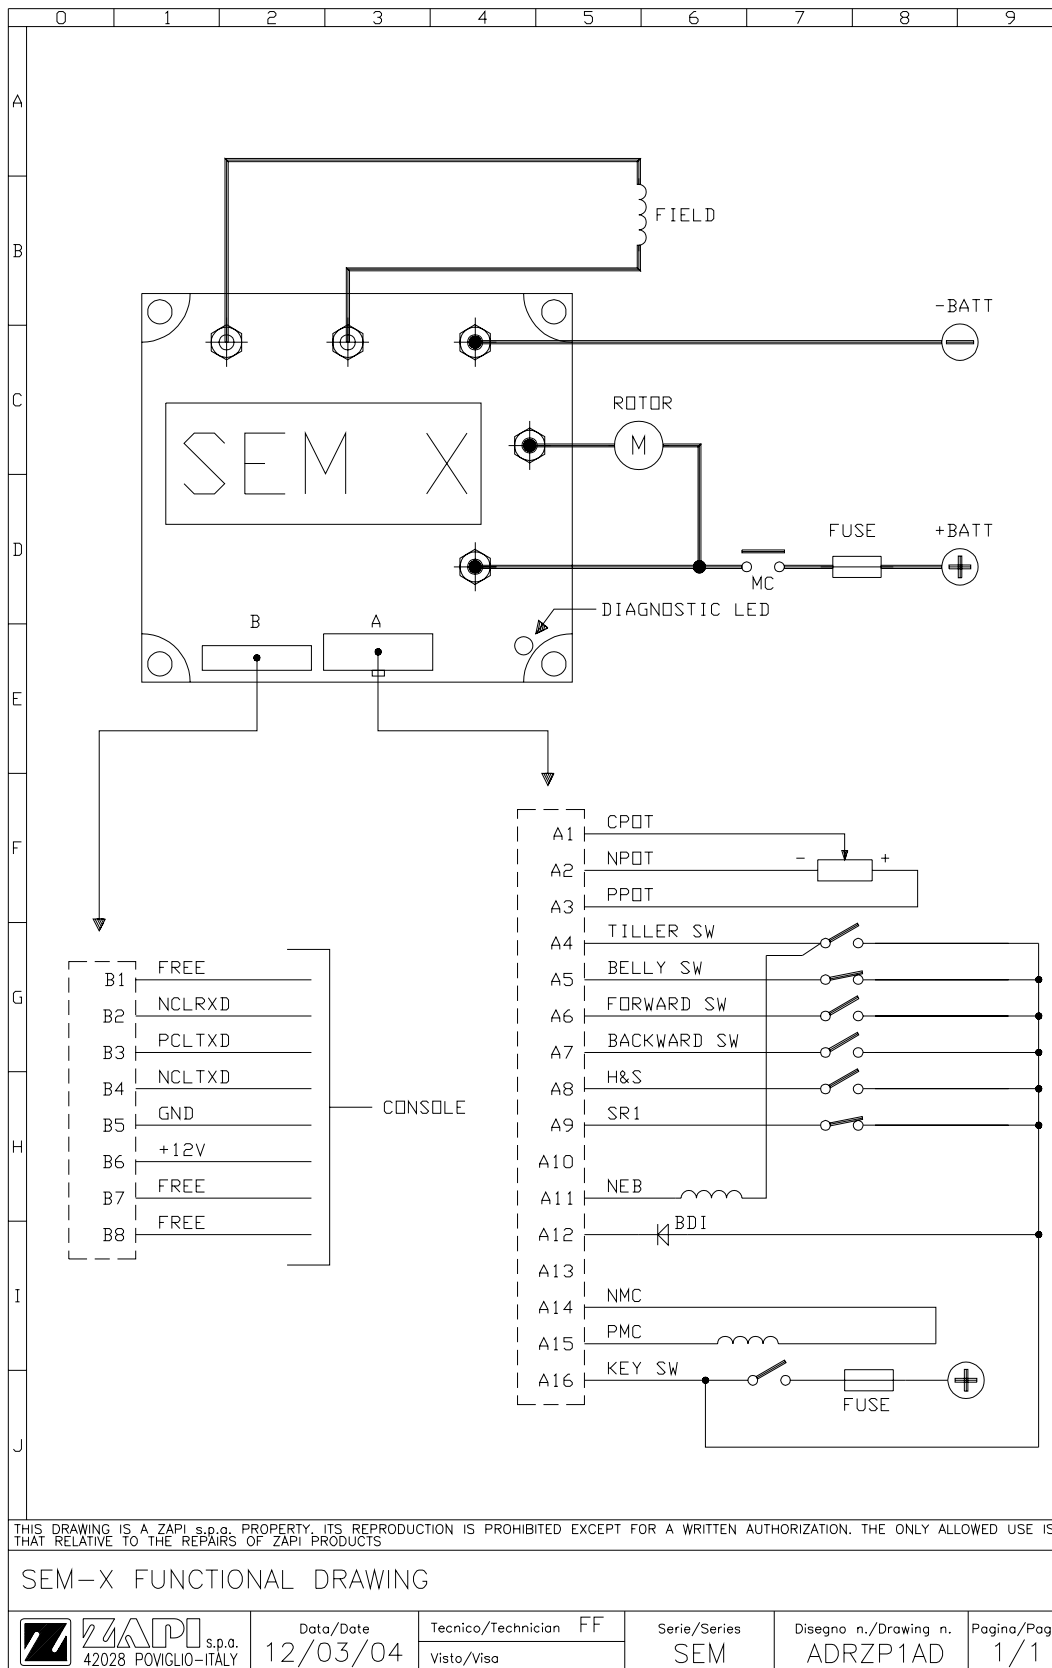 0 1 2 3 4 5 6 7 8 9
A
B
C
D
E
F
G
H
I
J
FIELD
-BATT
ROTOR
M
SEM X
FUSE
+BATT
MC
DIAGNOSTIC LED
B
A
A1 CPOT
A2 NPOT - +
A3 PPOT
A4 TILLER SW
A5 BELLY SW
A6 FORWARD SW
A7 BACKWARD SW
A8 H&S
A9 SR1
A10
A11 NEB
A12 BDI
A13
A14 NMC
A15 PMC
A16 KEY SW
FUSE
B1 FREE
B2 NCLRXD
B3 PCLTXD
B4 NCLTXD
B5 GND
B6 +12V
B7 FREE
B8 FREE
CONSOLE
THIS DRAWING IS A ZAPI s.p.a. PROPERTY. ITS REPRODUCTION IS PROHIBITED EXCEPT FOR A WRITTEN AUTHORIZATION. THE ONLY ALLOWED USE IS
THAT RELATIVE TO THE REPAIRS OF ZAPI PRODUCTS
SEM-X FUNCTIONAL DRAWING
ZAPI s.p.a.
42028 POVIGLIO-ITALY
Data/Date
12/03/04
Tecnico/Technician FF
Visto/Visa
Serie/Series
SEM
Disegno n./Drawing n.
ADRZP1AD
Pagina/Pag
1/1